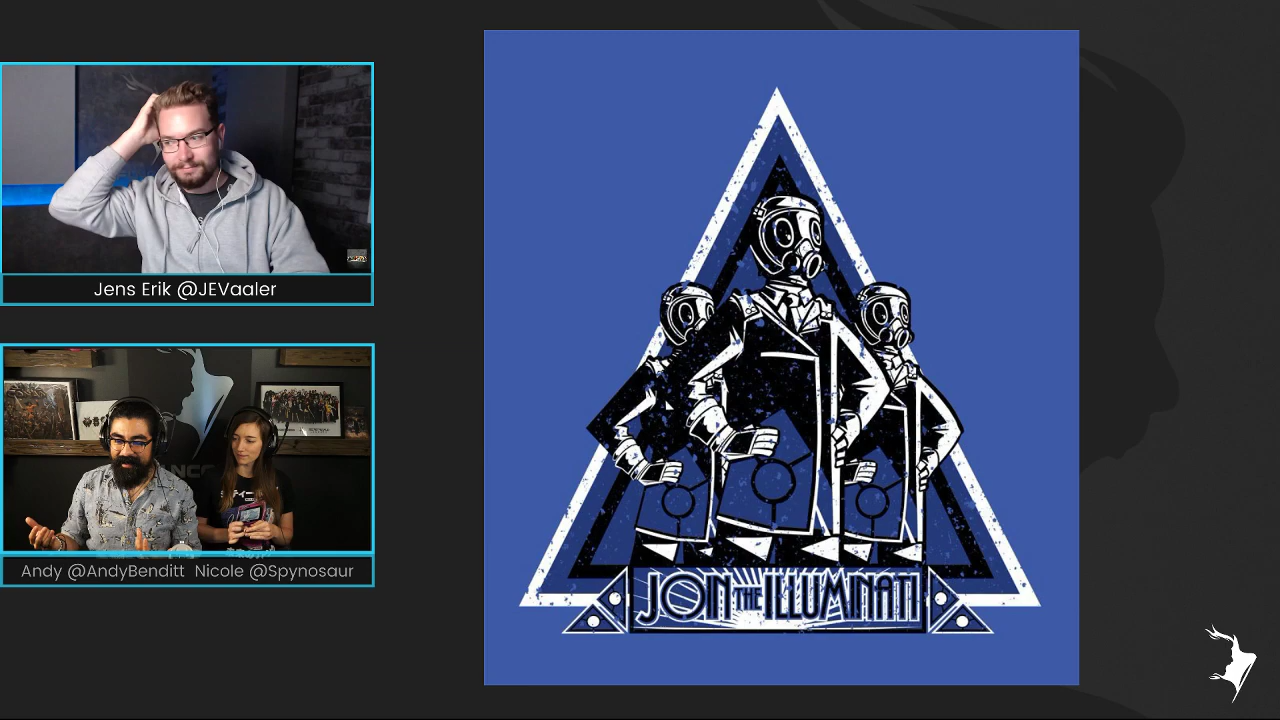 Jens Erik @JEVaaler
Andy @AndyBenditt Nicole @Spynosaur
JOIN THE ILLUMINATI